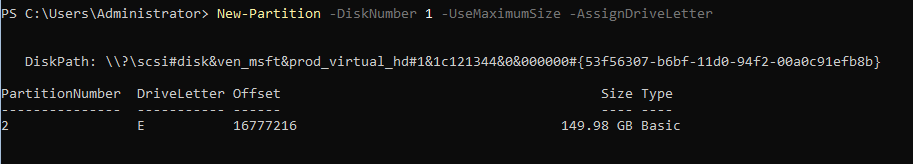 PS C:\Users\Administrator> New-Partition -DiskNumber 1 -UseMaximumSize -AssignDriveLetter
DiskPath: \\?\scsi#disk&ven_msft&prod_virtual_hd#1&1c121344&0&000000#{53f56307-b6bf-11d0-94f2-00a0c91efb8b}
PartitionNumber  DriveLetter Offset                                        Size Type
---------------  ----------- ------                                        ---- ----
2                E           16777216                                 149.98 GB Basic